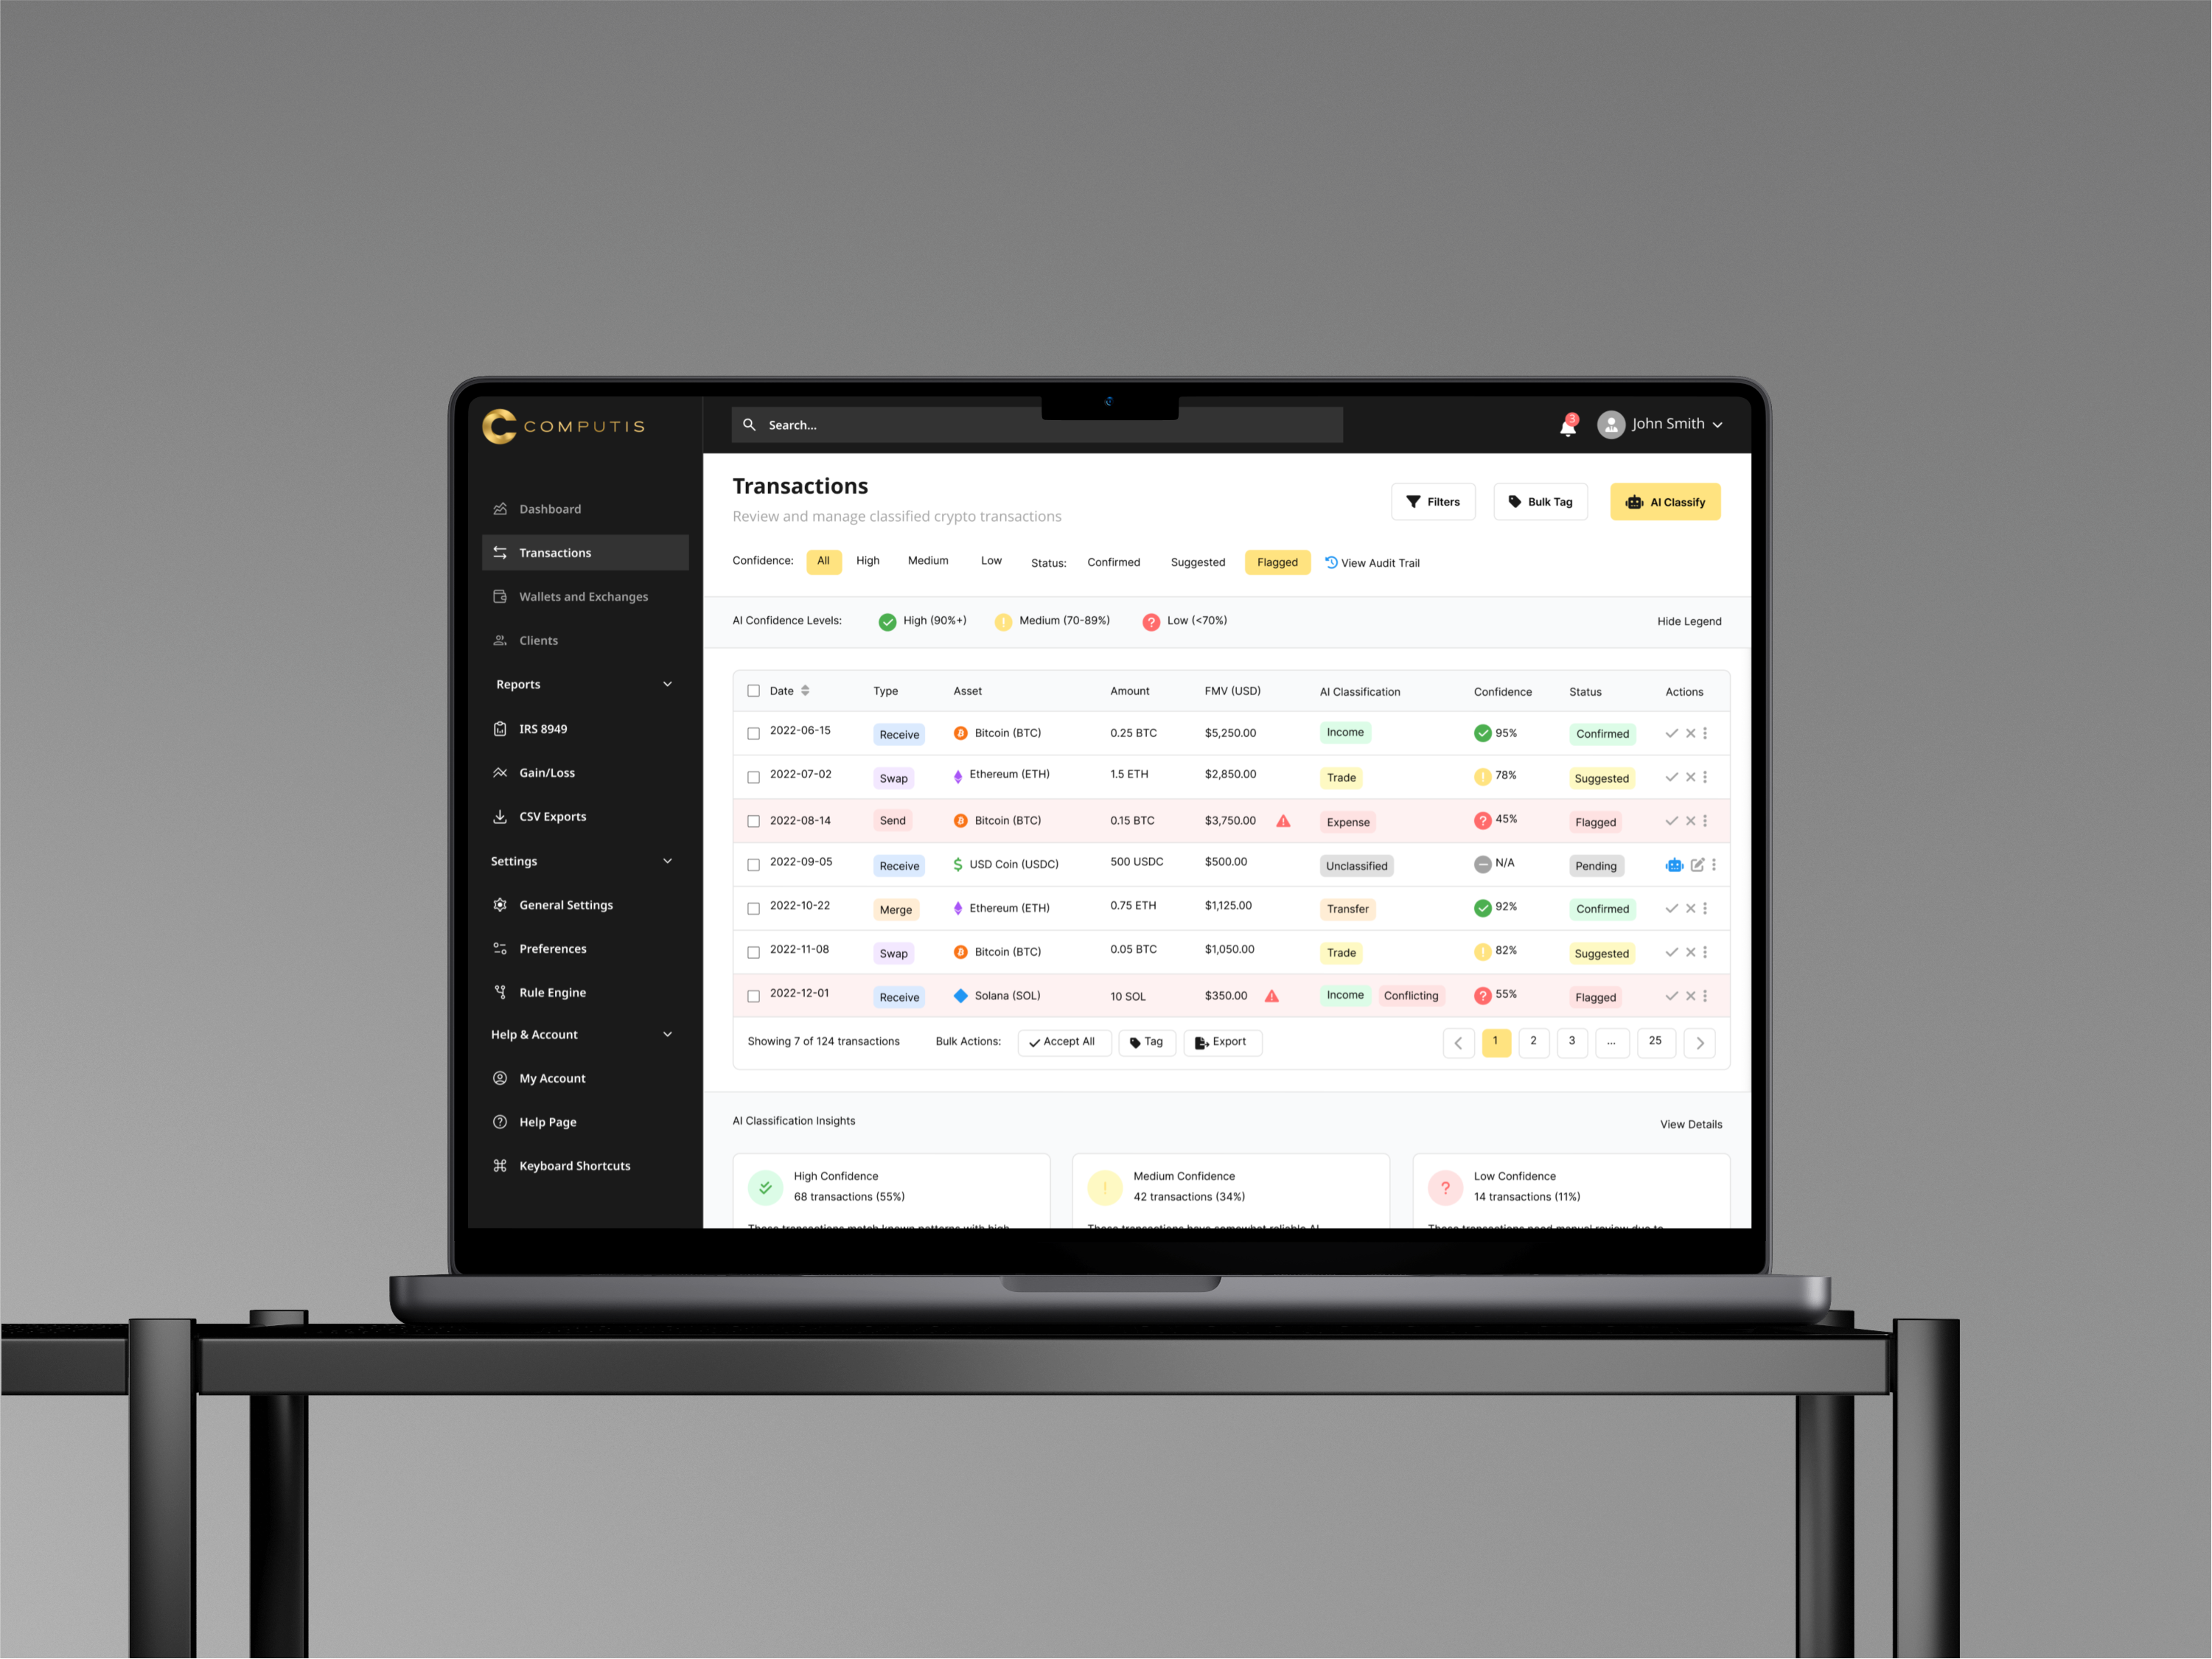 COMPUTIS
Search...
3
John Smith
Dashboard
Transactions
Wallets and Exchanges
Clients
Reports
IRS 8949
Gain/Loss
CSV Exports
Settings
General Settings
Preferences
Rule Engine
Help & Account
My Account
Help Page
Keyboard Shortcuts
Transactions
Review and manage classified crypto transactions
Filters
Bulk Tag
AI Classify
Confidence: All High Medium Low Status: Confirmed Suggested Flagged View Audit Trail
AI Confidence Levels: High (90%+) Medium (70-89%) Low (<70%) Hide Legend
Date Type Asset Amount FMV (USD) AI Classification Confidence Status Actions
2022-06-15 Receive Bitcoin (BTC) 0.25 BTC $5,250.00 Income 95% Confirmed
2022-07-02 Swap Ethereum (ETH) 1.5 ETH $2,850.00 Trade 78% Suggested
2022-08-14 Send Bitcoin (BTC) 0.15 BTC $3,750.00 Expense 45% Flagged
2022-09-05 Receive USD Coin (USDC) 500 USDC $500.00 Unclassified N/A Pending
2022-10-22 Merge Ethereum (ETH) 0.75 ETH $1,125.00 Transfer 92% Confirmed
2022-11-08 Swap Bitcoin (BTC) 0.05 BTC $1,050.00 Trade 82% Suggested
2022-12-01 Receive Solana (SOL) 10 SOL $350.00 Income Conflicting 55% Flagged
Showing 7 of 124 transactions Bulk Actions: Accept All Tag Export 1 2 3 ... 25
AI Classification Insights View Details
High Confidence
68 transactions (55%)
Medium Confidence
42 transactions (34%)
Low Confidence
14 transactions (11%)